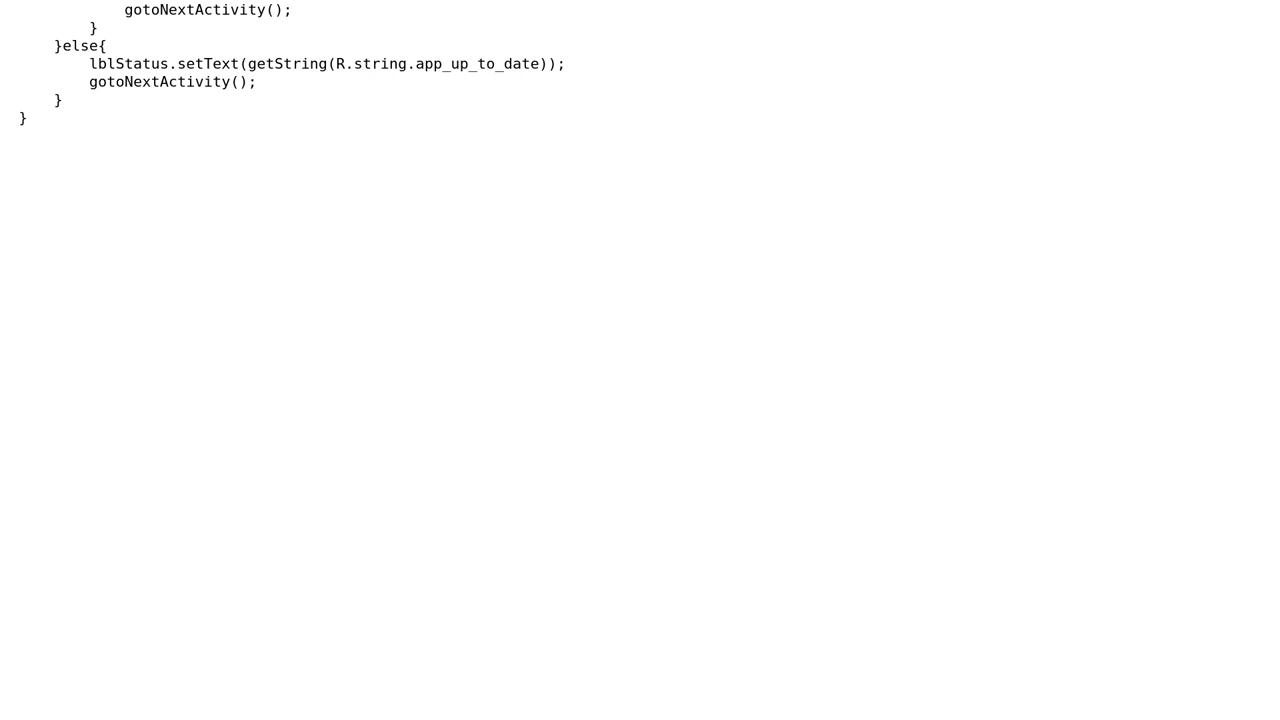 gotoNextActivity();
        }
    }else{
        lblStatus.setText(getString(R.string.app_up_to_date));
        gotoNextActivity();
    }
}